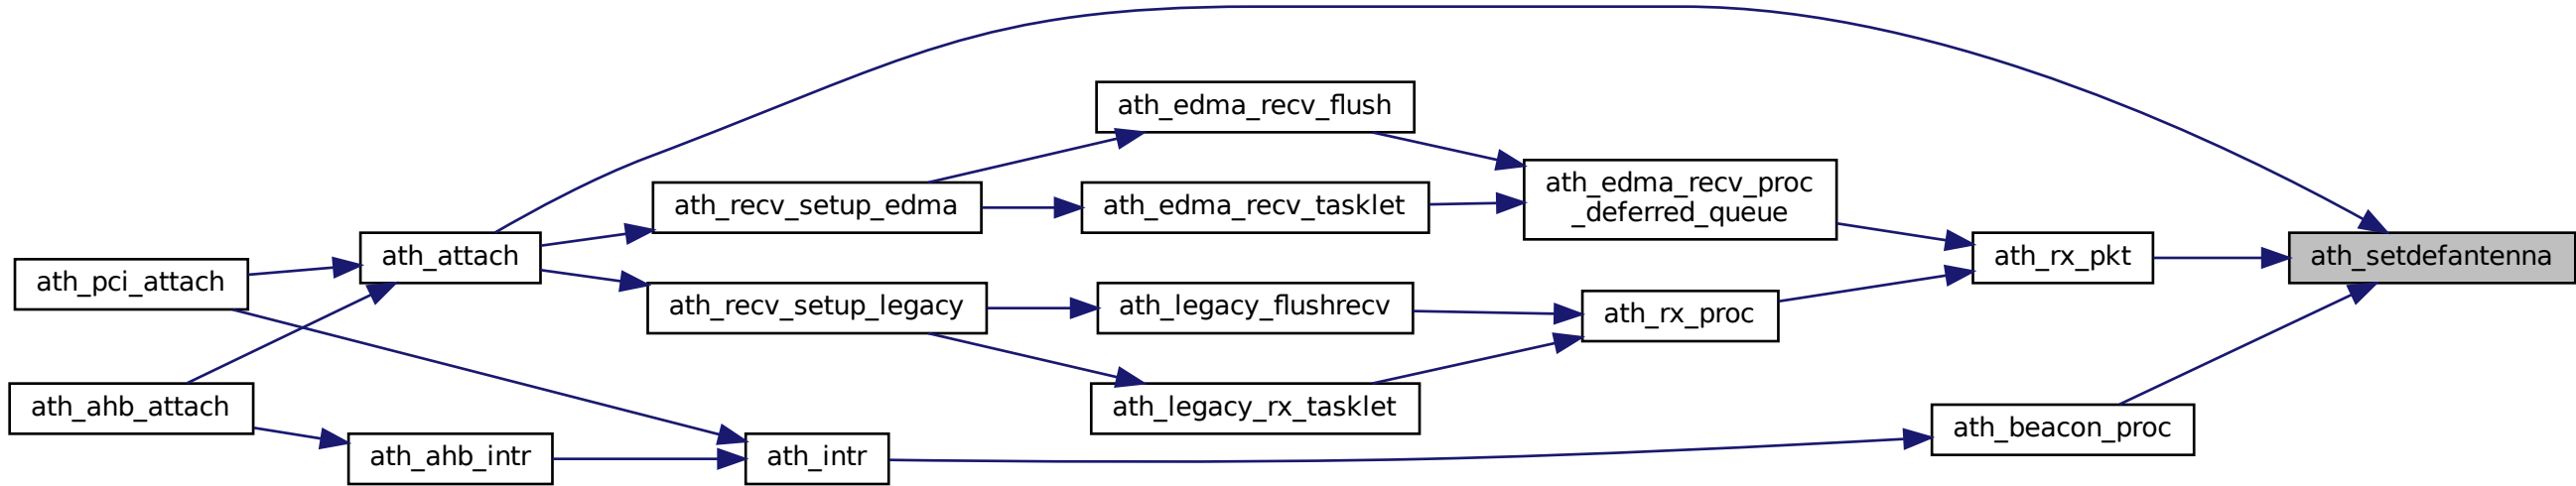 ath_edma_recv_flush
ath_edma_recv_proc
_deferred_queue
ath_recv_setup_edma
ath_edma_recv_tasklet
ath_attach
ath_rx_pkt
ath_setdefantenna
ath_pci_attach
ath_recv_setup_legacy
ath_legacy_flushrecv
ath_rx_proc
ath_ahb_attach
ath_legacy_rx_tasklet
ath_beacon_proc
ath_ahb_intr
ath_intr